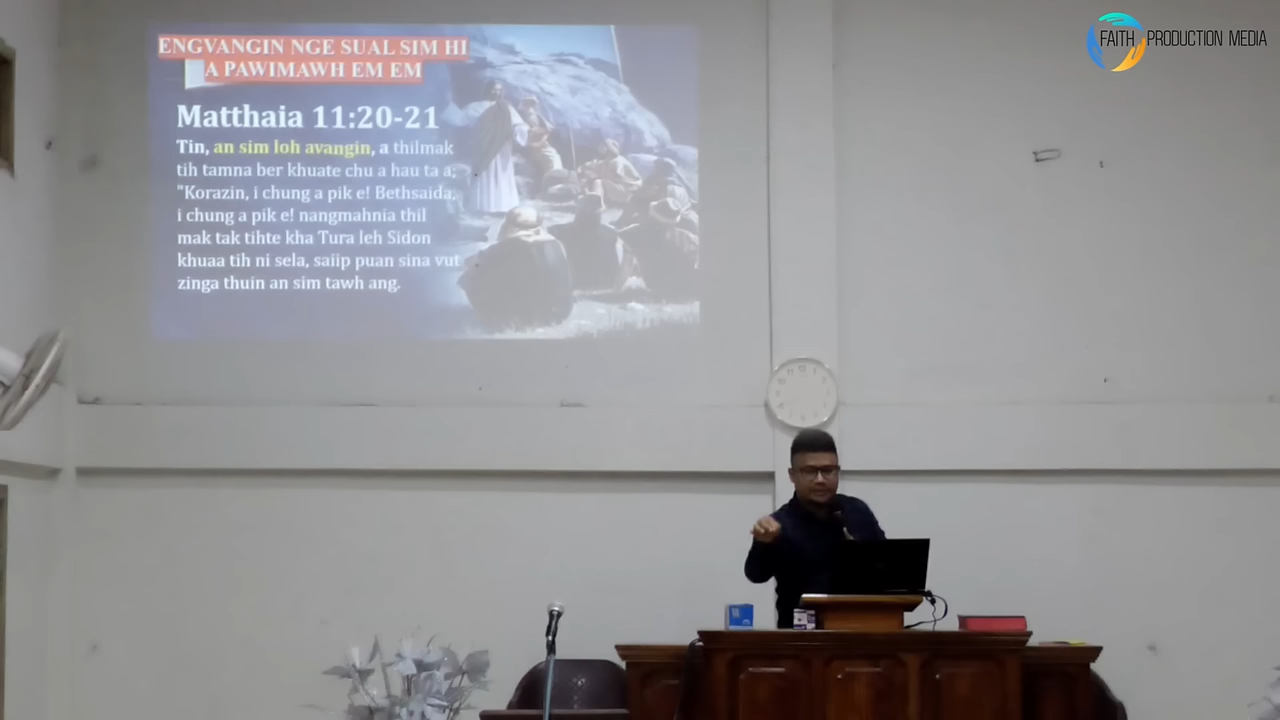 ENGVANGIN NGE SUAL SIM HI
A PAWIMAWH EM EM
Matthaia 11:20-21
Tin, an sim loh avangin, a thilmak
tih tamna ber khuate chu a hau ta a;
"Korazin, i chung a pik e! Bethsaida,
i chung a pik e! nangmahnia thil
mak tak tihte kha Tura leh Sidon
khuaa tih ni sela, saiip puan sina vut
zinga thuin an sim tawh ang.
FAITH PRODUCTION MEDIA